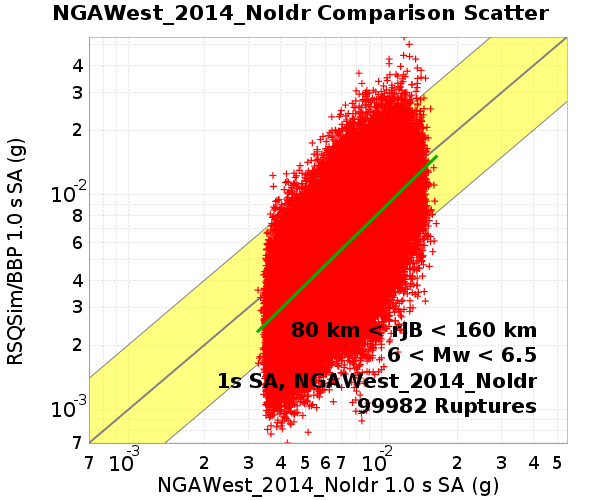 NGAWest_2014_NoIdr Comparison Scatter
RSQSim/BBP 1.0 s SA (g)
4
3
2
10-2
8
6
4
3
2
10-3
7
80 km < rJB < 160 km
6 < Mw < 6.5
1s SA, NGAWest_2014_NoIdr
99982 Ruptures
7 10-3 2 3 4 5 6 7 10-2 2 3 4 5
NGAWest_2014_NoIdr 1.0 s SA (g)